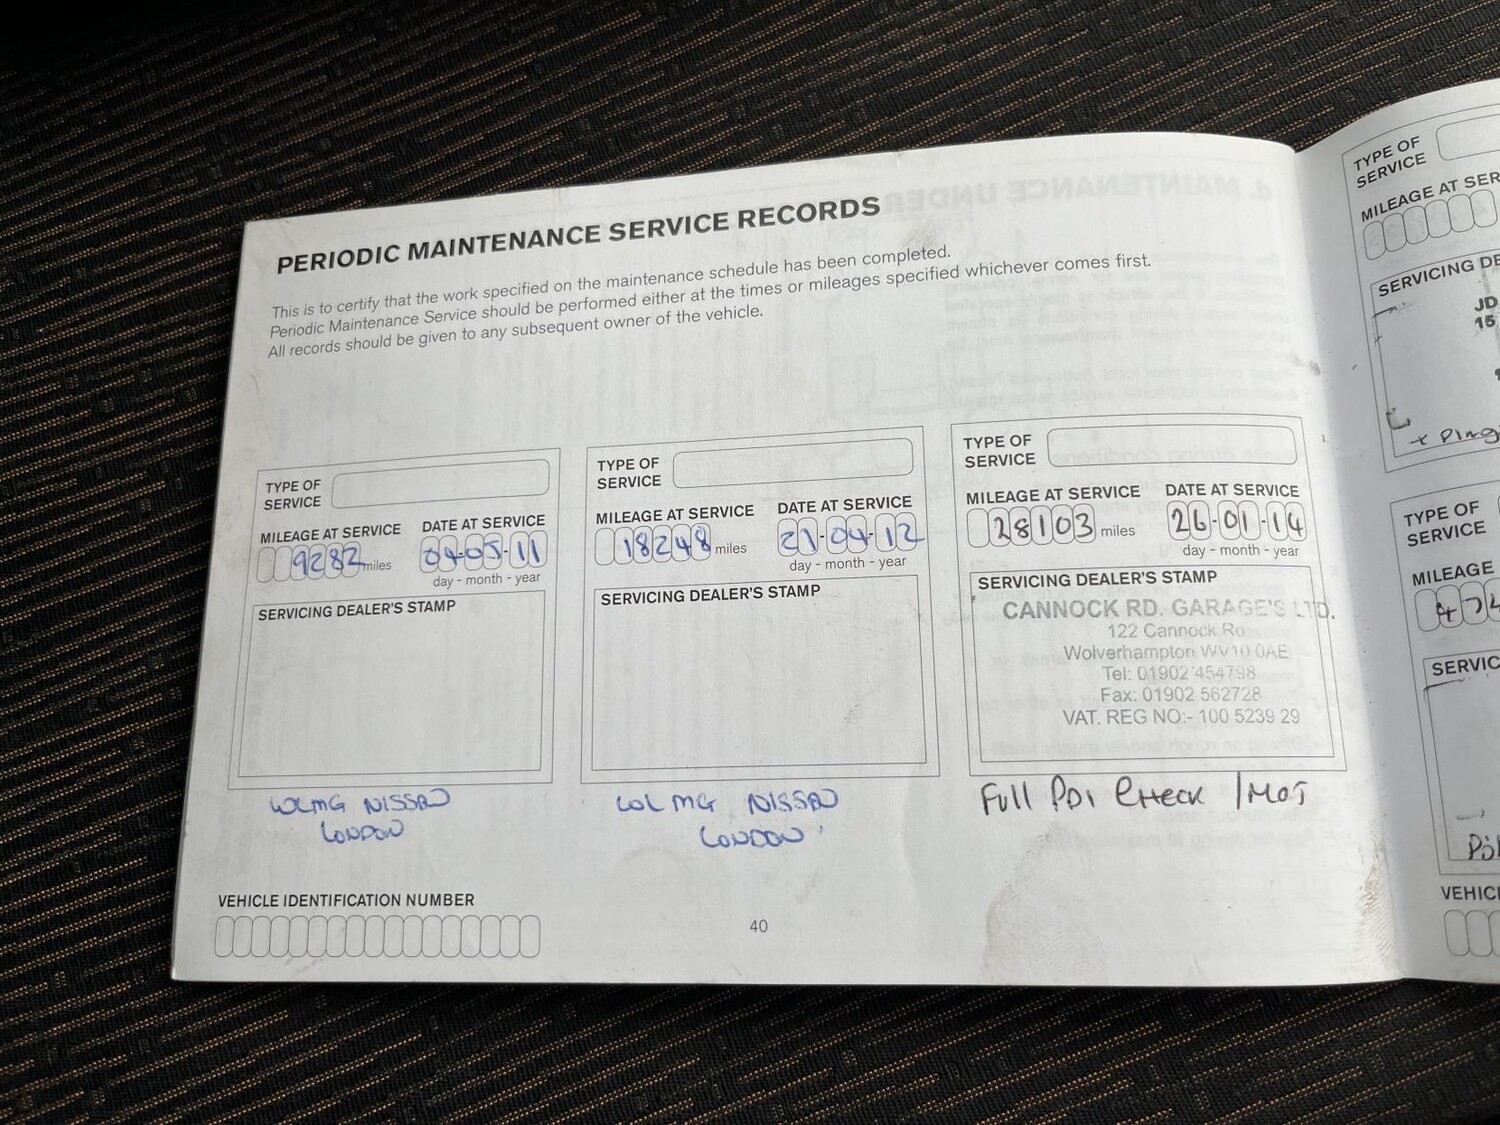 PERIODIC MAINTENANCE SERVICE RECORDS
This is to certify that the work specified on the maintenance schedule has been completed.
Periodic Maintenance Service should be performed either at the times or mileages specified whichever comes first.
All records should be given to any subsequent owner of the vehicle.
TYPE OF
SERVICE
MILEAGE AT SERVICE DATE AT SERVICE
9282 miles 04-05-11
day - month - year
SERVICING DEALER'S STAMP
WLMG NISSAN
LONDON
TYPE OF
SERVICE
MILEAGE AT SERVICE DATE AT SERVICE
18248 miles 21-04-12
day - month - year
SERVICING DEALER'S STAMP
WLMG NISSAN
LONDON
TYPE OF
SERVICE
MILEAGE AT SERVICE DATE AT SERVICE
28103 miles 26-01-14
day - month - year
SERVICING DEALER'S STAMP
CANNOCK RD. GARAGE'S LTD.
122 Cannock Ro
Wolverhampton WV10 0AE
Tel: 01902 454798
Fax: 01902 562728
VAT. REG NO:- 100 5239 29
Full PDI CHECK / MOT
VEHICLE IDENTIFICATION NUMBER
40
TYPE OF
SERVICE
MILEAGE AT SER
SERVICING DE
JD
15
TYPE OF
SERVICE
MILEAGE
474
SERVIC
VEHIC